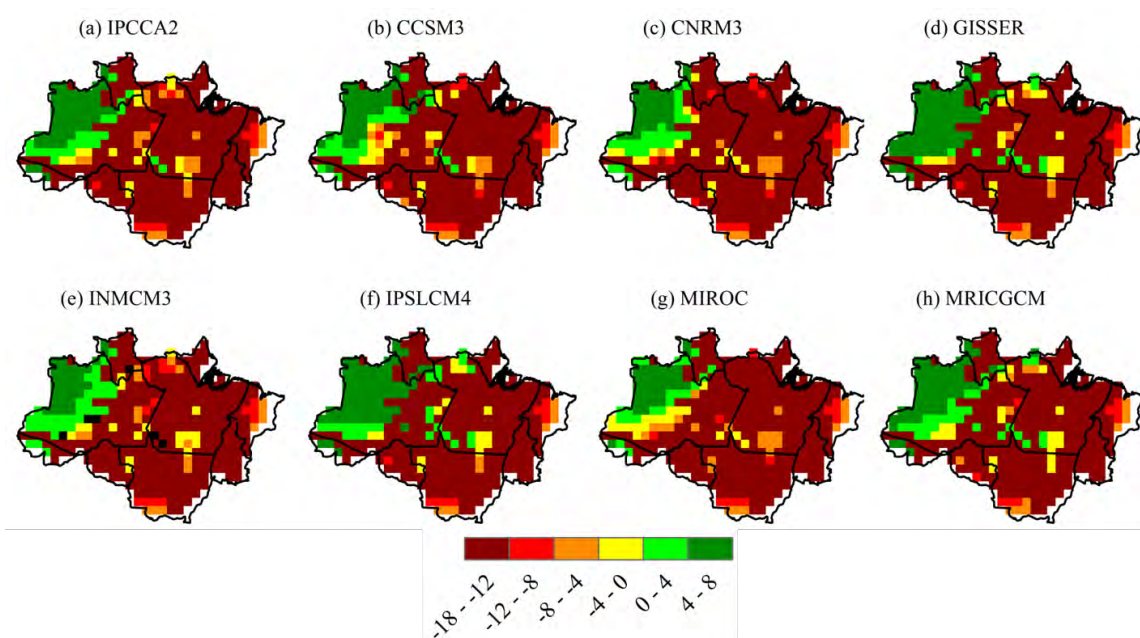 (a) IPCCA2
(b) CCSM3
(c) CNRM3
(d) GISSER
(e) INMCM3
(f) IPSLCM4
(g) MIROC
(h) MRICGCM
-18 - -12
-12 - -8
-8 - -4
-4 - 0
0 - 4
4 - 8